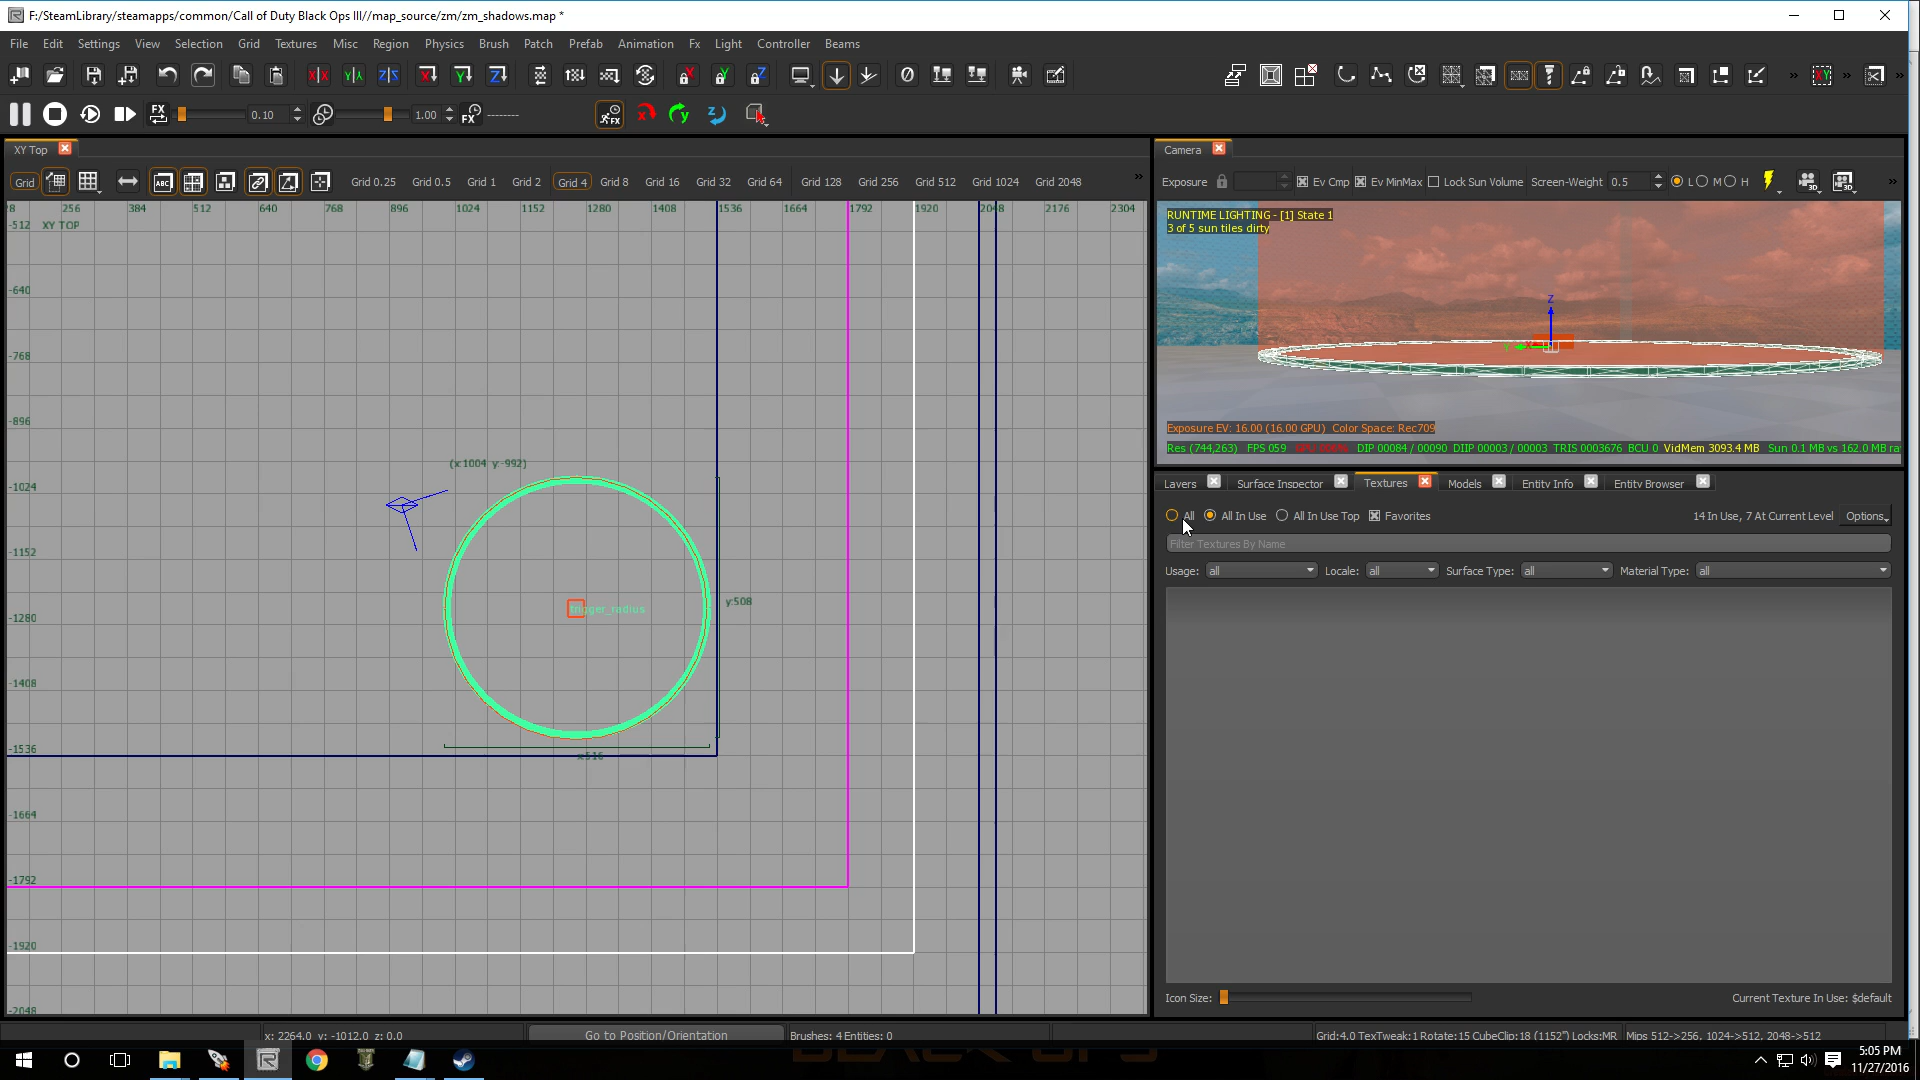 F:/SteamLibrary/steamapps/common/Call of Duty Black Ops III//map_source/zm/zm_shadows.map *
File Edit Settings View Selection Grid Textures Misc Region Physics Brush Patch Prefab Animation Fx Light Controller Beams
FX 0.10 1.00 FX --------
XY Top
Grid ABC Grid 0.25 Grid 0.5 Grid 1 Grid 2 Grid 4 Grid 8 Grid 16 Grid 32 Grid 64 Grid 128 Grid 256 Grid 512 Grid 1024 Grid 2048
256 384 512 640 768 896 1024 1152 1280 1408 1536 1664 1792 1920 2048 2176 2304
-512 XY TOP
-640
-768
-896
(x:1004 y:-992)
-1024
-1152
y:508
-1280 trigger_radius
-1408
-1536
x:516
-1664
-1792
-1920
-2048
Camera
Exposure Ev Cmp Ev MinMax Lock Sun Volume Screen-Weight 0.5 L M H
RUNTIME LIGHTING - [1] State 1
3 of 5 sun tiles dirty
Z
Y
Exposure EV: 16.00 (16.00 GPU) Color Space: Rec709
Res (744,263) FPS 059 DIP 00084 / 00090 DIIP 00003 / 00003 TRIS 0003676 BCU 0 VidMem 3093.4 MB Sun 0.1 MB vs 162.0 MB ra
Layers Surface Inspector Textures Models Entity Info Entity Browser
All All In Use All In Use Top Favorites 14 In Use, 7 At Current Level Options
Filter Textures By Name
Usage: all Locale: all Surface Type: all Material Type: all
Icon Size: Current Texture In Use: $default
x: 2264.0 y: -1012.0 z: 0.0 Go to Position/Orientation Brushes: 4 Entities: 0 Grid:4.0 TexTweak:1 Rotate:15 CubeClip:18 (1152") Locks:MR Mips 512->256, 1024->512, 2048->512
5:05 PM
11/27/2016